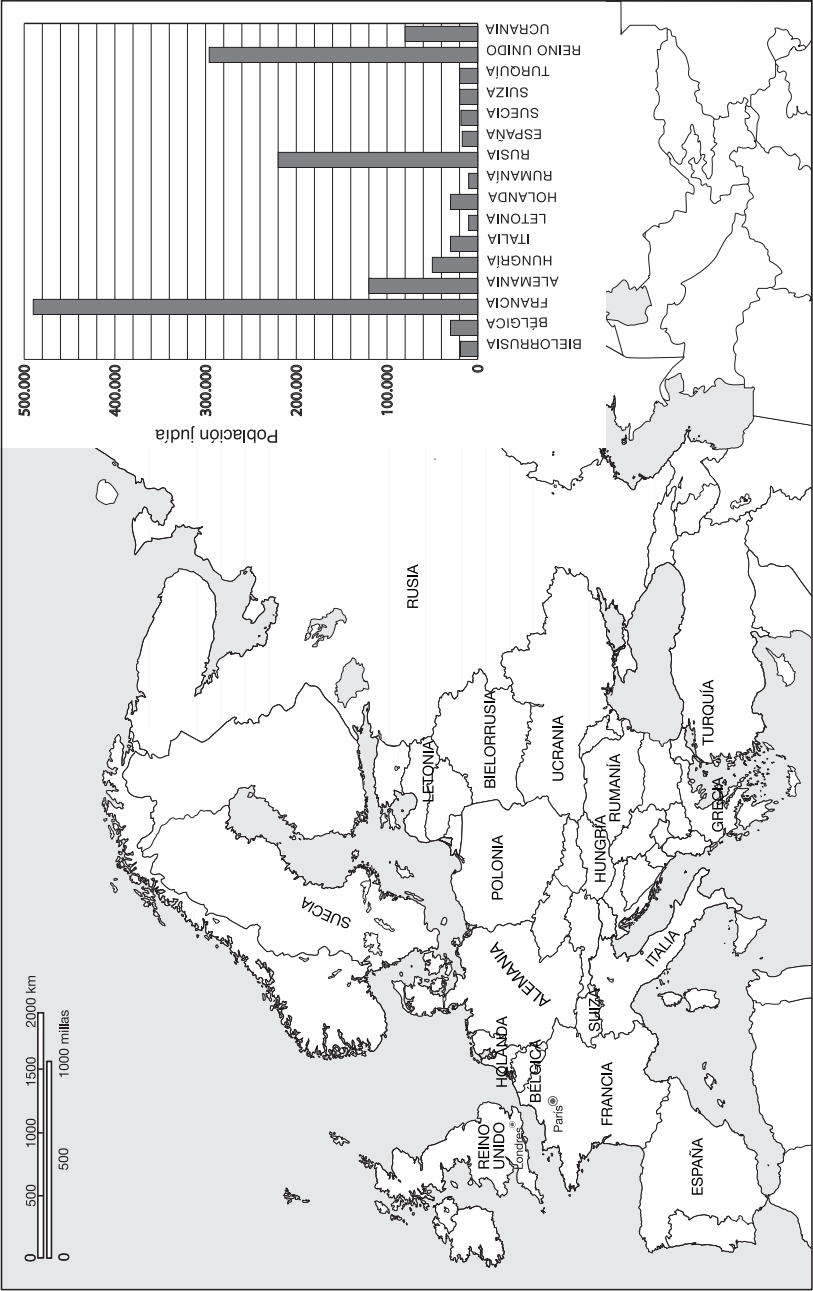 500.000
400.000
300.000
200.000
100.000
0
Población judía
BIELORRUSIA
BÉLGICA
FRANCIA
ALEMANIA
HUNGRÍA
ITALIA
LETONIA
HOLANDA
RUMANÍA
RUSIA
ESPAÑA
SUECIA
SUIZA
TURQUÍA
REINO UNIDO
UCRANIA
0
500
1000
1500
2000 km
0
500
1000 millas
RUSIA
SUECIA
LETONIA
BIELORRUSIA
UCRANIA
POLONIA
ALEMANIA
HOLANDA
BÉLGICA
REINO
UNIDO
Londres
París
FRANCIA
SUIZA
HUNGRÍA
RUMANÍA
ITALIA
GRECIA
TURQUÍA
ESPAÑA